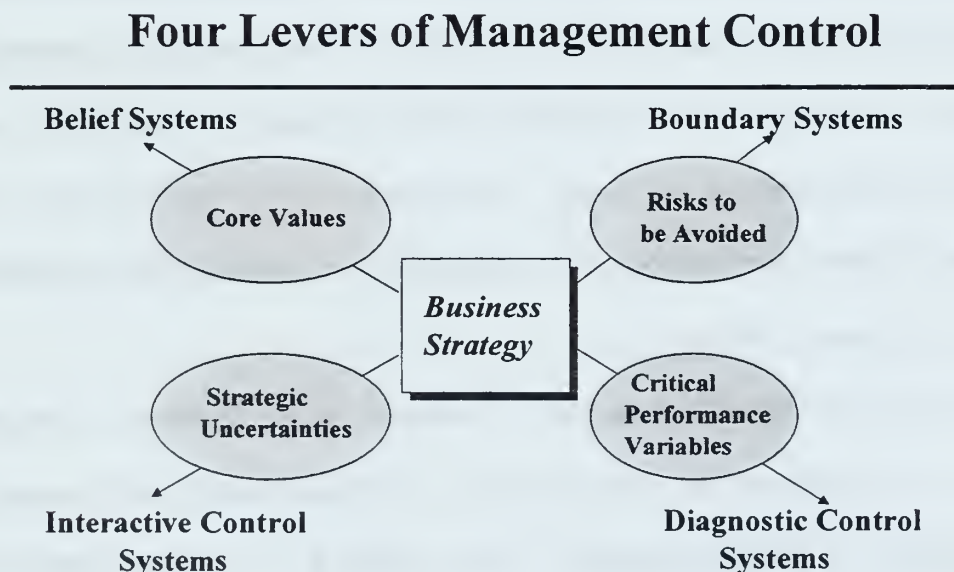 Four Levers of Management Control
Belief Systems
Boundary Systems
Core Values
Risks to
be Avoided
Business
Strategy
Strategic
Uncertainties
Critical
Performance
Variables
Interactive Control
Systems
Diagnostic Control
Systems